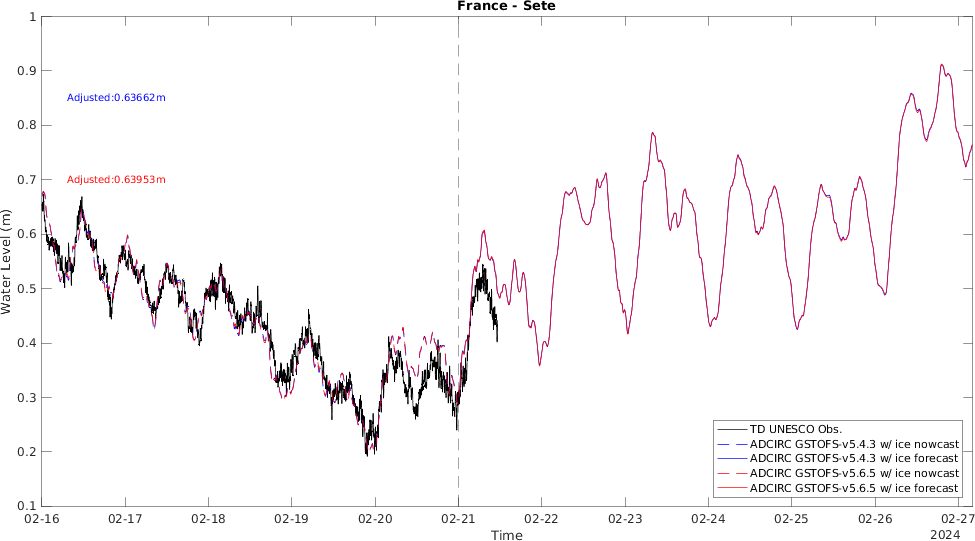 France - Sete
Water Level (m)
1
0.9
0.8
0.7
0.6
0.5
0.4
0.3
0.2
0.1
Adjusted:0.63662m
Adjusted:0.63953m
TD UNESCO Obs.
ADCIRC GSTOFS-v5.4.3 w/ ice nowcast
ADCIRC GSTOFS-v5.4.3 w/ ice forecast
ADCIRC GSTOFS-v5.6.5 w/ ice nowcast
ADCIRC GSTOFS-v5.6.5 w/ ice forecast
02-16 02-17 02-18 02-19 02-20 02-21 02-22 02-23 02-24 02-25 02-26 02-27
Time
2024